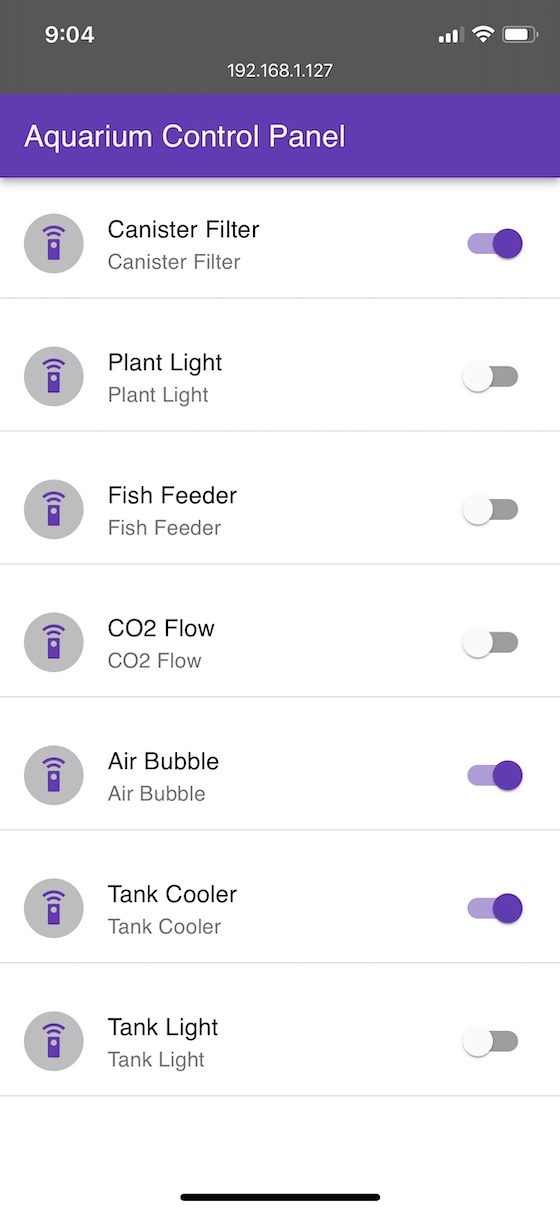 9:04
192.168.1.127
Aquarium Control Panel
Canister Filter
Canister Filter
Plant Light
Plant Light
Fish Feeder
Fish Feeder
CO2 Flow
CO2 Flow
Air Bubble
Air Bubble
Tank Cooler
Tank Cooler
Tank Light
Tank Light